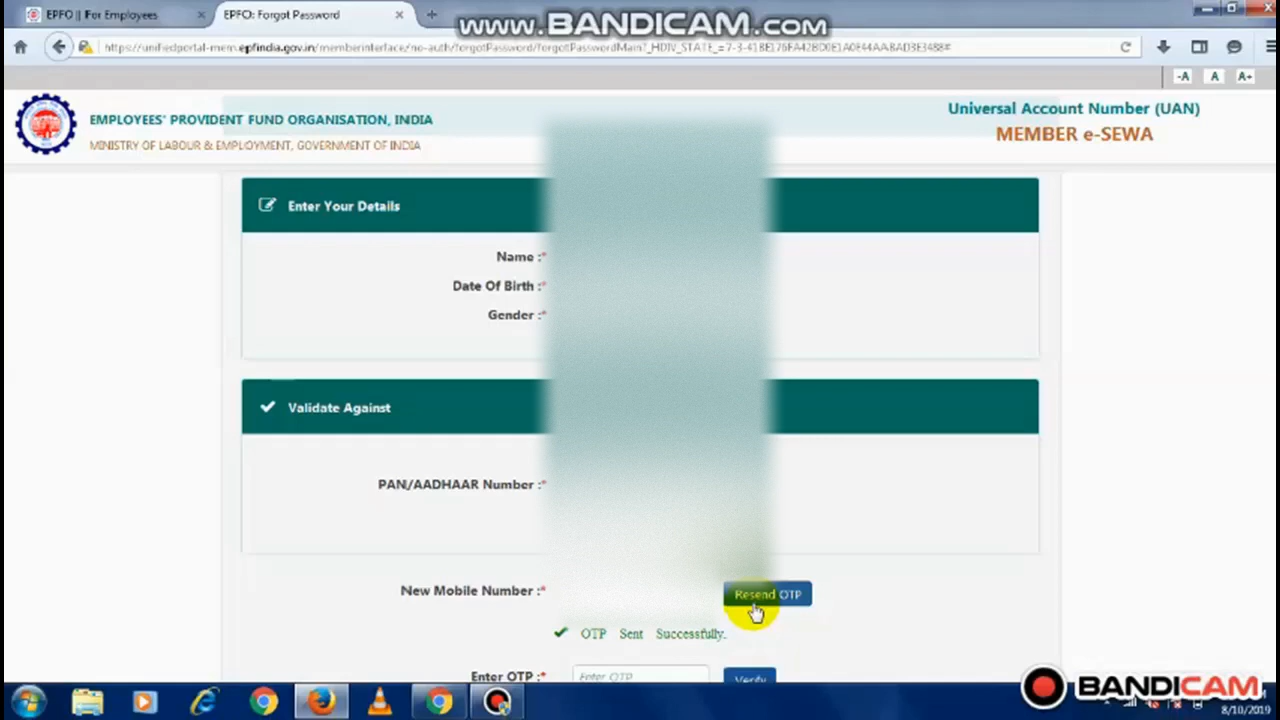 www.BANDICAM.com
EPFO || For Employees
EPFO: Forgot Password
-A A A+
EMPLOYEES' PROVIDENT FUND ORGANISATION, INDIA
MINISTRY OF LABOUR & EMPLOYMENT, GOVERNMENT OF INDIA
Universal Account Number (UAN)
MEMBER e-SEWA
Enter Your Details
Name :*
Date Of Birth :*
Gender :*
Validate Against
PAN/AADHAAR Number :*
New Mobile Number :*
Resend OTP
OTP Sent Successfully.
Enter OTP :*
Enter OTP
Verify
BANDICAM
8/10/2019